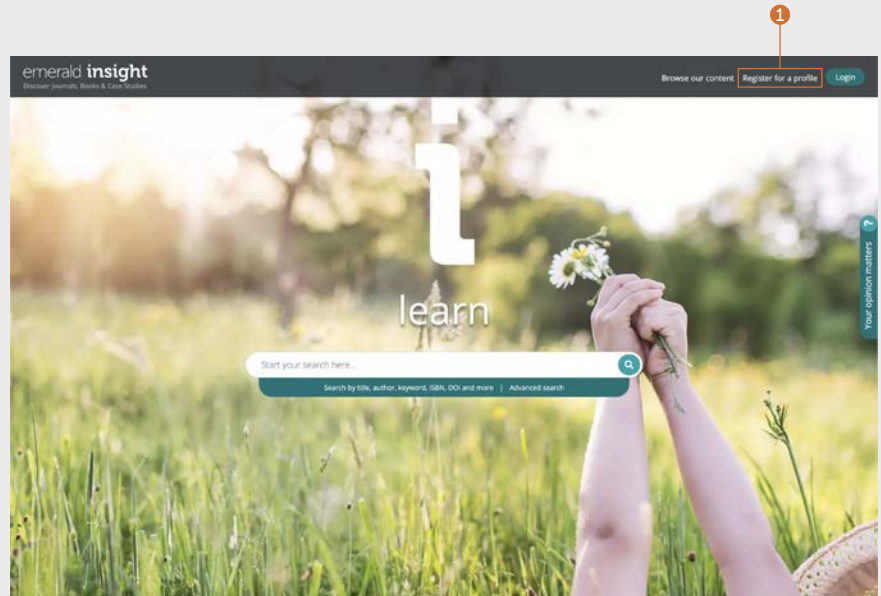 1
emerald insight
Discover Journals, Books & Case Studies
Browse our content Register for a profile Login
i
learn
Start your search here...
Search by title, author, keyword, ISBN, DOI and more | Advanced search
? Your opinion matters